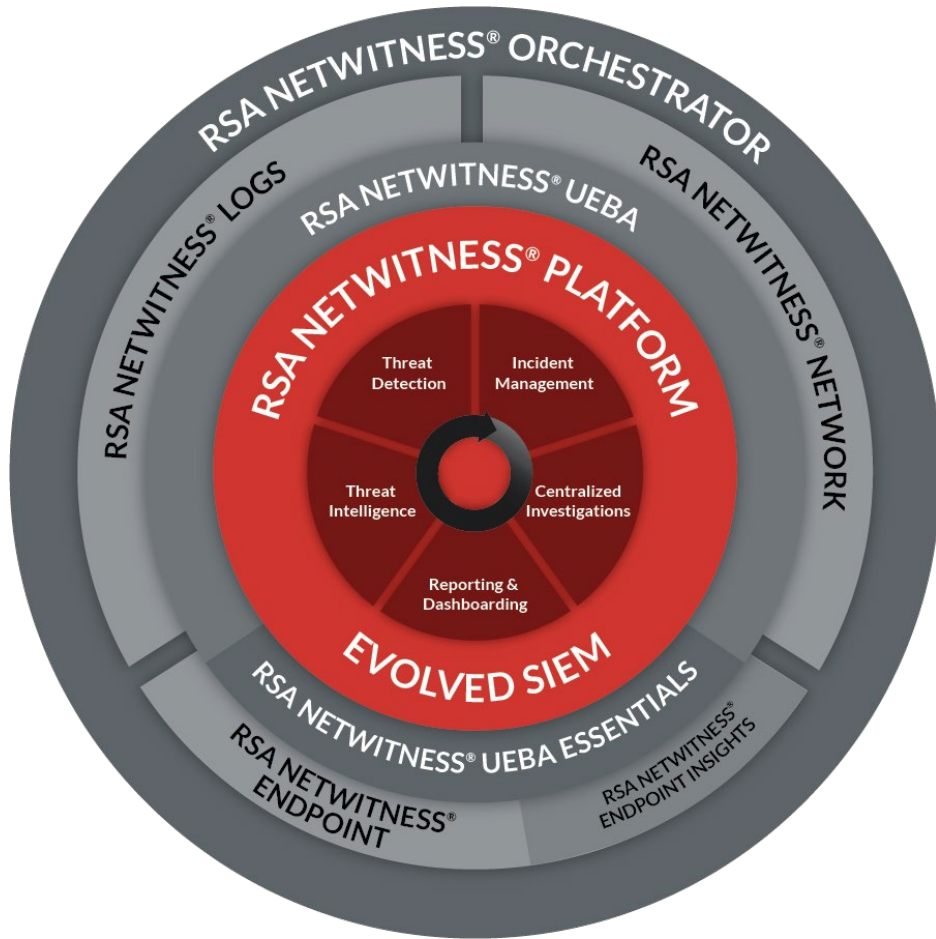 RSA NETWITNESS® ORCHESTRATOR
RSA NETWITNESS® LOGS
RSA NETWITNESS® NETWORK
RSA NETWITNESS® UEBA
RSA NETWITNESS® PLATFORM
Threat
Detection
Incident
Management
Threat
Intelligence
Centralized
Investigations
Reporting &
Dashboarding
EVOLVED SIEM
RSA NETWITNESS® UEBA ESSENTIALS
RSA NETWITNESS®
ENDPOINT
RSA NETWITNESS®
ENDPOINT INSIGHTS